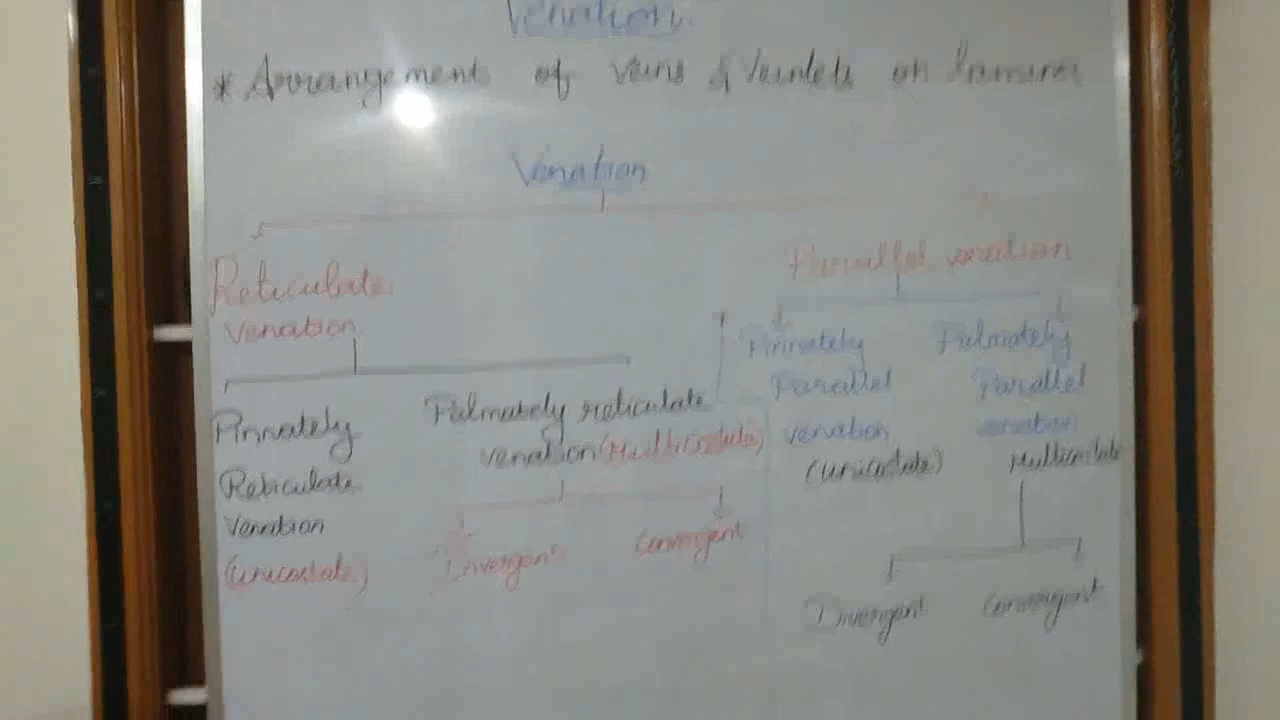 Venation
* Arrangement of veins & veinlets on lamina
Venation
Reticulate
venation
Parallel venation
Pinnately
Reticulate
Venation
(unicostate)
Palmately reticulate
venation (Multicostate)
Divergent
Convergent
Pinnately
Parallel
venation
(unicostate)
Palmately
Parallel
venation
Multicostate
Divergent
Convergent